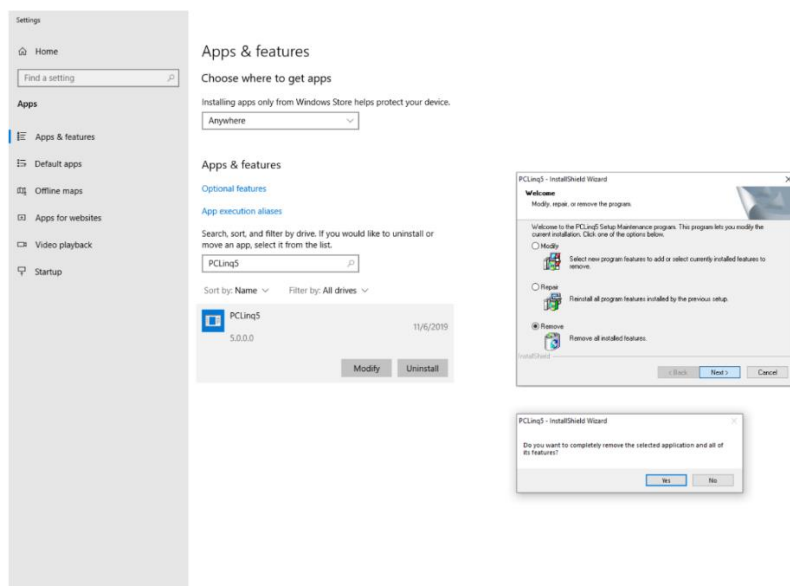 Settings
Home
Find a setting
Apps
Apps & features
Default apps
Offline maps
Apps for websites
Video playback
Startup
Apps & features
Choose where to get apps
Installing apps only from Windows Store helps protect your device.
Anywhere
Apps & features
Optional features
App execution aliases
Search, sort, and filter by drive. If you would like to uninstall or
move an app, select it from the list.
PCLinq5
Sort by: Name Filter by: All drives
PCLinq5
11/6/2019
5.0.0.0
Modify Uninstall
PCLinq5 - InstallShield Wizard
Welcome
Modify, repair, or remove the program.
Welcome to the PCLinq5 Setup Maintenance program. This program lets you modify the
current installation. Click one of the options below.
Modify
Select new program features to add or select currently installed features to
remove.
Repair
Reinstall all program features installed by the previous setup.
Remove
Remove all installed features.
InstallShield
< Back Next > Cancel
PCLinq5 - InstallShield Wizard
Do you want to completely remove the selected application and all of
its features?
Yes No